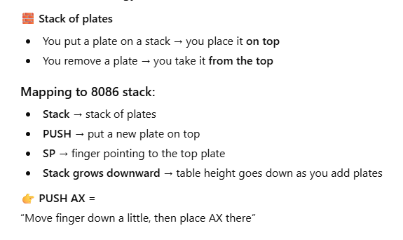 🧱 Stack of plates
• You put a plate on a stack → you place it on top
• You remove a plate → you take it from the top
Mapping to 8086 stack:
• Stack → stack of plates
• PUSH → put a new plate on top
• SP → finger pointing to the top plate
• Stack grows downward → table height goes down as you add plates
👉 PUSH AX =
“Move finger down a little, then place AX there”